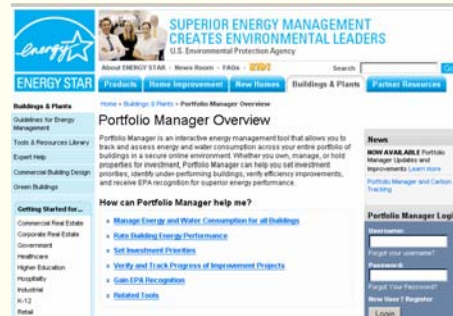 SUPERIOR ENERGY MANAGEMENT
CREATES ENVIRONMENTAL LEADERS
U.S. Environmental Protection Agency
energy
ENERGY STAR
About ENERGY STAR · News Room · FAQs
Search
Go
Products
Home Improvement
New Homes
Buildings & Plants
Partner Resources
Buildings & Plants
Guidelines for Energy
Management
Tools & Resources Library
Expert Help
Commercial Building Design
Green Buildings
Getting Started for...
Commercial Real Estate
Corporate Real Estate
Government
Healthcare
Higher Education
Hospitality
Industrial
K-12
Retail
Home > Buildings & Plants > Portfolio Manager Overview
Portfolio Manager Overview
Portfolio Manager is an interactive energy management tool that allows you to
track and assess energy and water consumption across your entire portfolio of
buildings in a secure online environment. Whether you own, manage, or hold
properties for investment, Portfolio Manager can help you set investment
priorities, identify under-performing buildings, verify efficiency improvements,
and receive EPA recognition for superior energy performance.
How can Portfolio Manager help me?
Manage Energy and Water Consumption for all Buildings
Rate Building Energy Performance
Set Investment Priorities
Verify and Track Progress of Improvement Projects
Gain EPA Recognition
Related Tools
News
NOW AVAILABLE Portfolio
Manager Updates and
Improvements Learn more
Portfolio Manager and Carbon
Tracking
Portfolio Manager Logi
Username:
Forgot your username?
Password:
Forgot Your Password?
New User? Register
Login